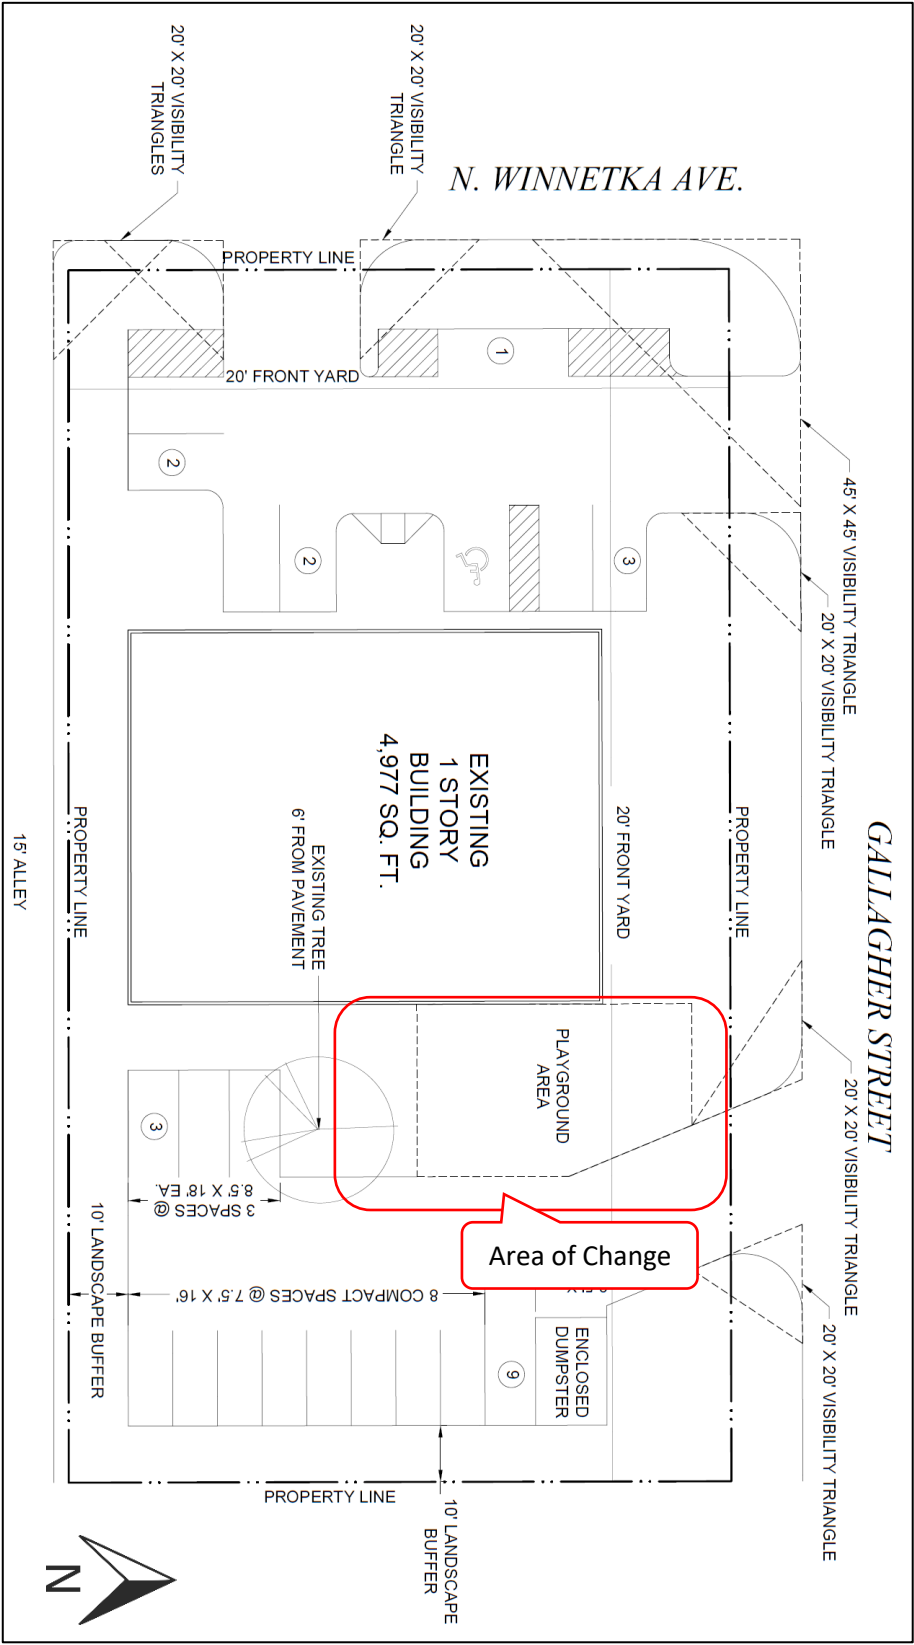 20' X 20' VISIBILITY
TRIANGLES
20' X 20' VISIBILITY
TRIANGLE
N. WINNETKA AVE.
PROPERTY LINE
1
20' FRONT YARD
2
2
3
45' X 45' VISIBILITY TRIANGLE
20' X 20' VISIBILITY TRIANGLE
GALLAGHER STREET
EXISTING
1 STORY
BUILDING
4,977 SQ. FT.
20' FRONT YARD
PROPERTY LINE
EXISTING TREE
6' FROM PAVEMENT
PROPERTY LINE
15' ALLEY
PLAYGROUND
AREA
20' X 20' VISIBILITY TRIANGLE
3
3 SPACES @
8.5' X 18' EA.
Area of Change
10' LANDSCAPE BUFFER
8 COMPACT SPACES @ 7.5' X 16'
ENCLOSED
DUMPSTER
9
20' X 20' VISIBILITY TRIANGLE
PROPERTY LINE
10' LANDSCAPE
BUFFER
N